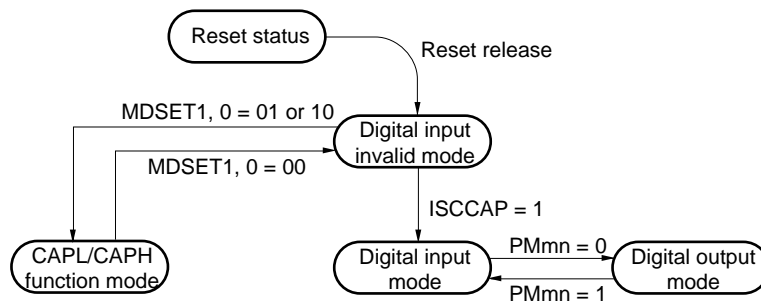 Reset status
Reset release
MDSET1, 0 = 01 or 10
Digital input
invalid mode
MDSET1, 0 = 00
ISCCAP = 1
CAPL/CAPH
function mode
Digital input
mode
PMmn = 0
PMmn = 1
Digital output
mode